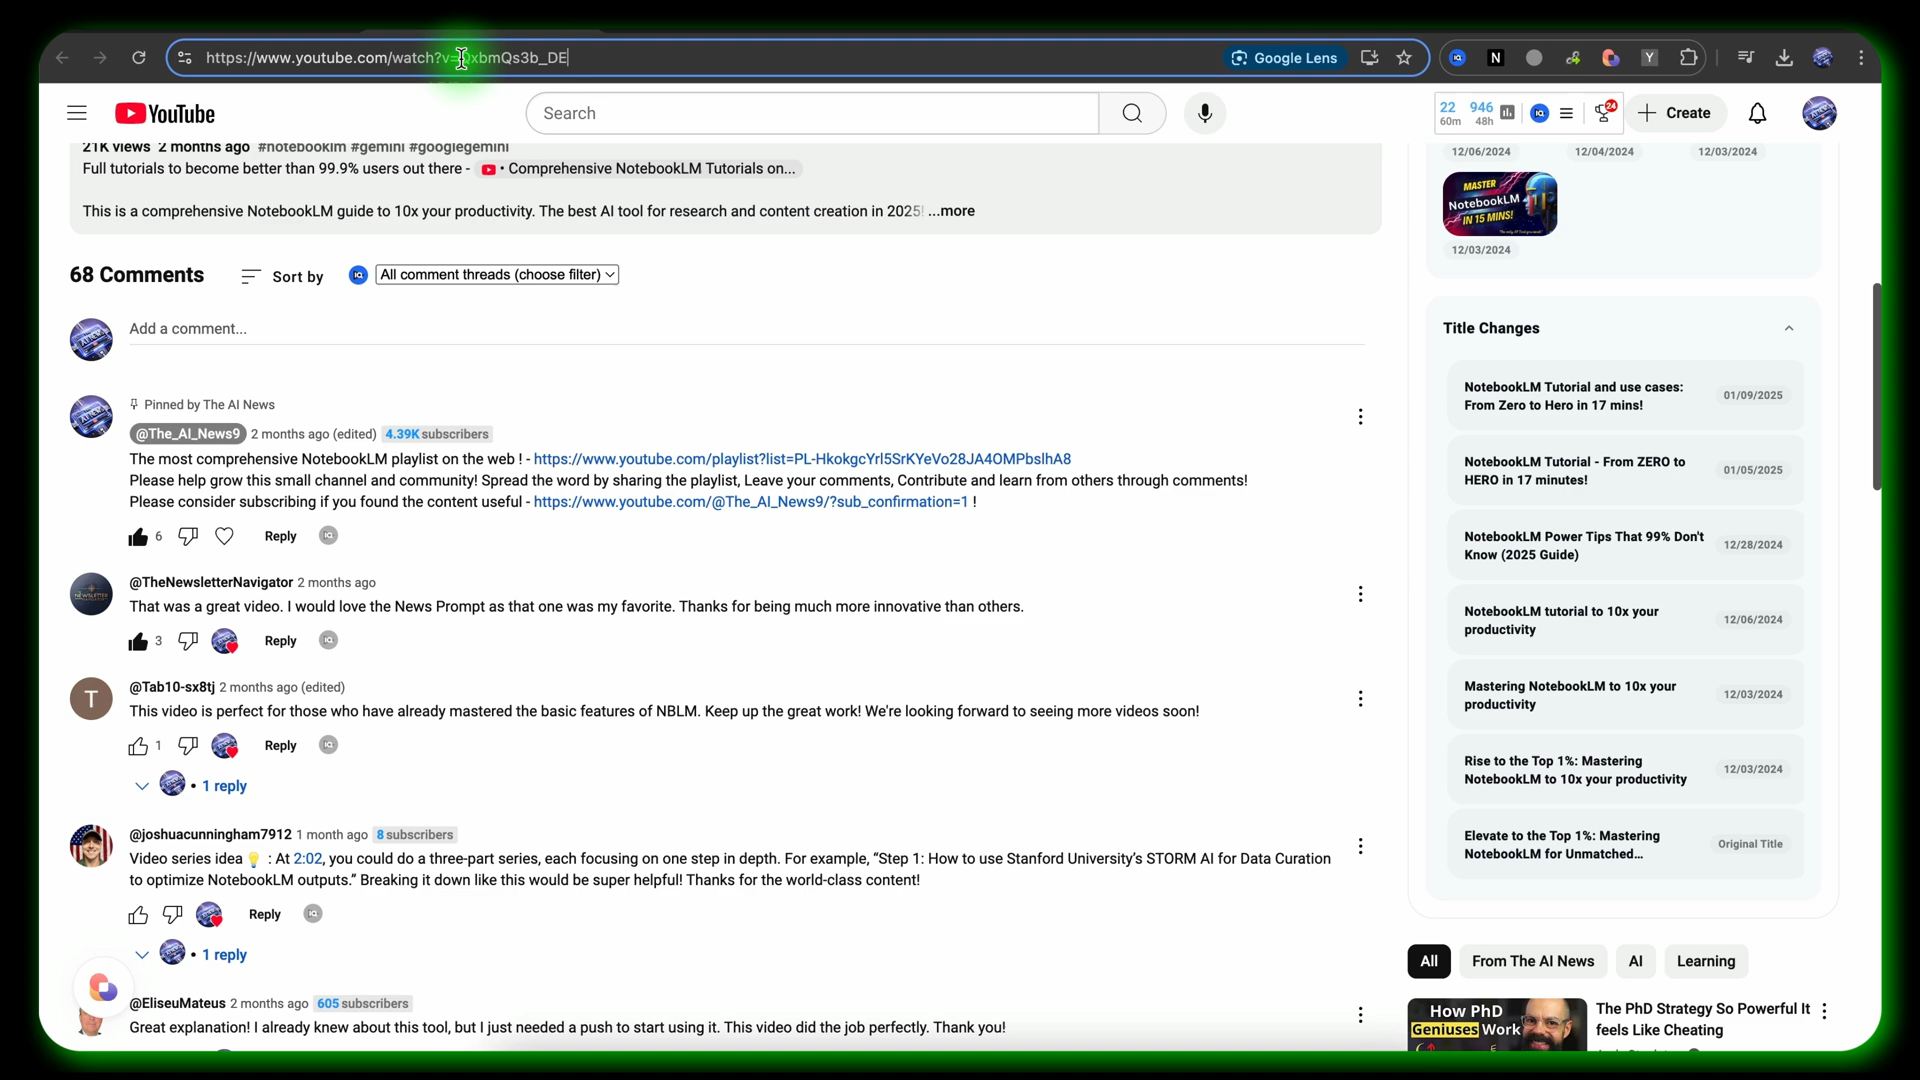 https://www.youtube.com/watch?v=QxbmQs3b_DE
Google Lens
N
Y
YouTube
Search
22 946
60m 48h
24
Create
21K views 2 months ago #notebooklm #gemini #googlegemini
Full tutorials to become better than 99.9% users out there - • Comprehensive NotebookLM Tutorials on...
This is a comprehensive NotebookLM guide to 10x your productivity. The best AI tool for research and content creation in 2025! ...more
68 Comments
Sort by
All comment threads (choose filter)
Add a comment...
Pinned by The AI News
@The_AI_News9 2 months ago (edited) 4.39K subscribers
The most comprehensive NotebookLM playlist on the web ! - https://www.youtube.com/playlist?list=PL-HkokgcYrl5SrKYeVo28JA4OMPbslhA8
Please help grow this small channel and community! Spread the word by sharing the playlist, Leave your comments, Contribute and learn from others through comments!
Please consider subscribing if you found the content useful - https://www.youtube.com/@The_AI_News9/?sub_confirmation=1 !
6 Reply
@TheNewsletterNavigator 2 months ago
That was a great video. I would love the News Prompt as that one was my favorite. Thanks for being much more innovative than others.
3 Reply
T
@Tab10-sx8tj 2 months ago (edited)
This video is perfect for those who have already mastered the basic features of NBLM. Keep up the great work! We're looking forward to seeing more videos soon!
1 Reply
• 1 reply
@joshuacunningham7912 1 month ago 8 subscribers
Video series idea 💡 : At 2:02, you could do a three-part series, each focusing on one step in depth. For example, “Step 1: How to use Stanford University’s STORM AI for Data Curation
to optimize NotebookLM outputs.” Breaking it down like this would be super helpful! Thanks for the world-class content!
Reply
• 1 reply
@EliseuMateus 2 months ago 605 subscribers
Great explanation! I already knew about this tool, but I just needed a push to start using it. This video did the job perfectly. Thank you!
12/06/2024 12/04/2024 12/03/2024
MASTER
NotebookLM
IN 15 MINS!
12/03/2024
Title Changes
NotebookLM Tutorial and use cases:
From Zero to Hero in 17 mins!
01/09/2025
NotebookLM Tutorial - From ZERO to
HERO in 17 minutes!
01/05/2025
NotebookLM Power Tips That 99% Don't
Know (2025 Guide)
12/28/2024
NotebookLM tutorial to 10x your
productivity
12/06/2024
Mastering NotebookLM to 10x your
productivity
12/03/2024
Rise to the Top 1%: Mastering
NotebookLM to 10x your productivity
12/03/2024
Elevate to the Top 1%: Mastering
NotebookLM for Unmatched...
Original Title
All From The AI News AI Learning
How PhD
Geniuses Work
The PhD Strategy So Powerful It
feels Like Cheating